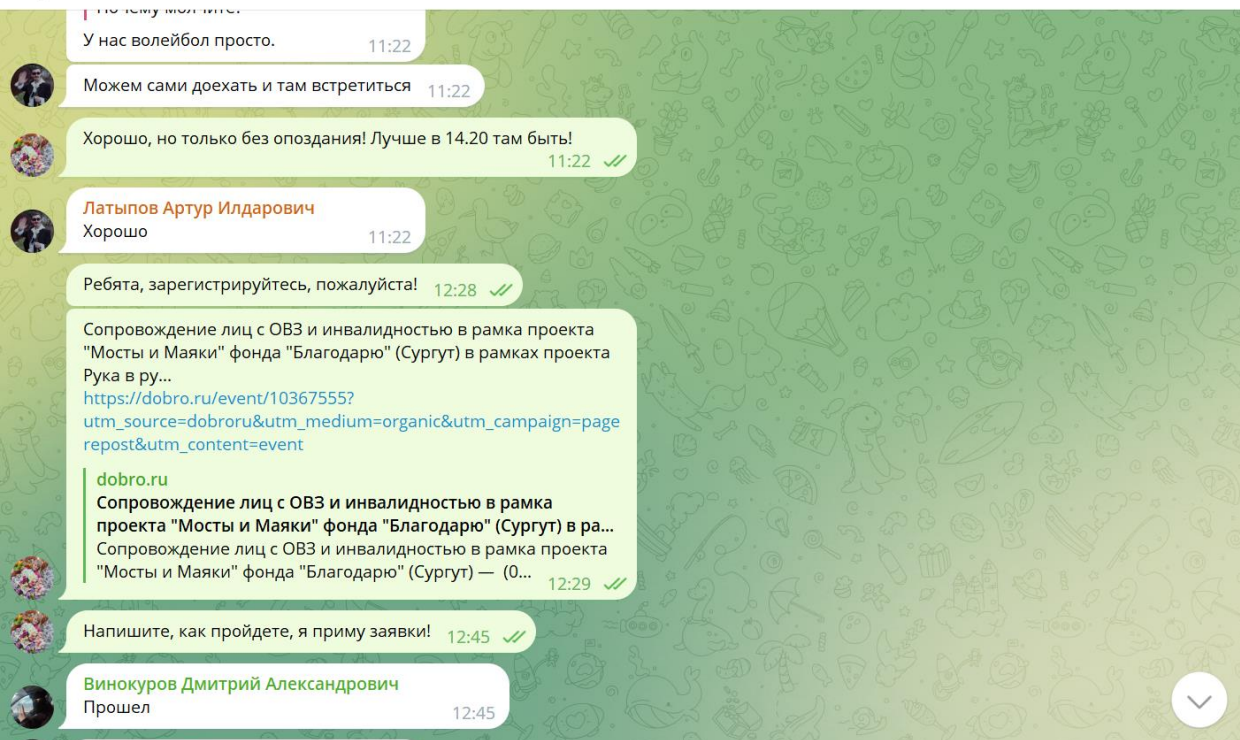 Почему молчите?
У нас волейбол просто.
11:22
Можем сами доехать и там встретиться
11:22
Хорошо, но только без опоздания! Лучше в 14.20 там быть!
11:22
Латыпов Артур Илдарович
Хорошо
11:22
Ребята, зарегистрируйтесь, пожалуйста!
12:28
Сопровождение лиц с ОВЗ и инвалидностью в рамка проекта
"Мосты и Маяки" фонда "Благодарю" (Сургут) в рамках проекта
Рука в ру...
https://dobro.ru/event/10367555?
utm_source=dobroru&utm_medium=organic&utm_campaign=page
repost&utm_content=event
dobro.ru
Сопровождение лиц с ОВЗ и инвалидностью в рамка
проекта "Мосты и Маяки" фонда "Благодарю" (Сургут) в ра...
Сопровождение лиц с ОВЗ и инвалидностью в рамка проекта
"Мосты и Маяки" фонда "Благодарю" (Сургут) — (0...
12:29
Напишите, как пройдете, я приму заявки!
12:45
Винокуров Дмитрий Александрович
Прошел
12:45